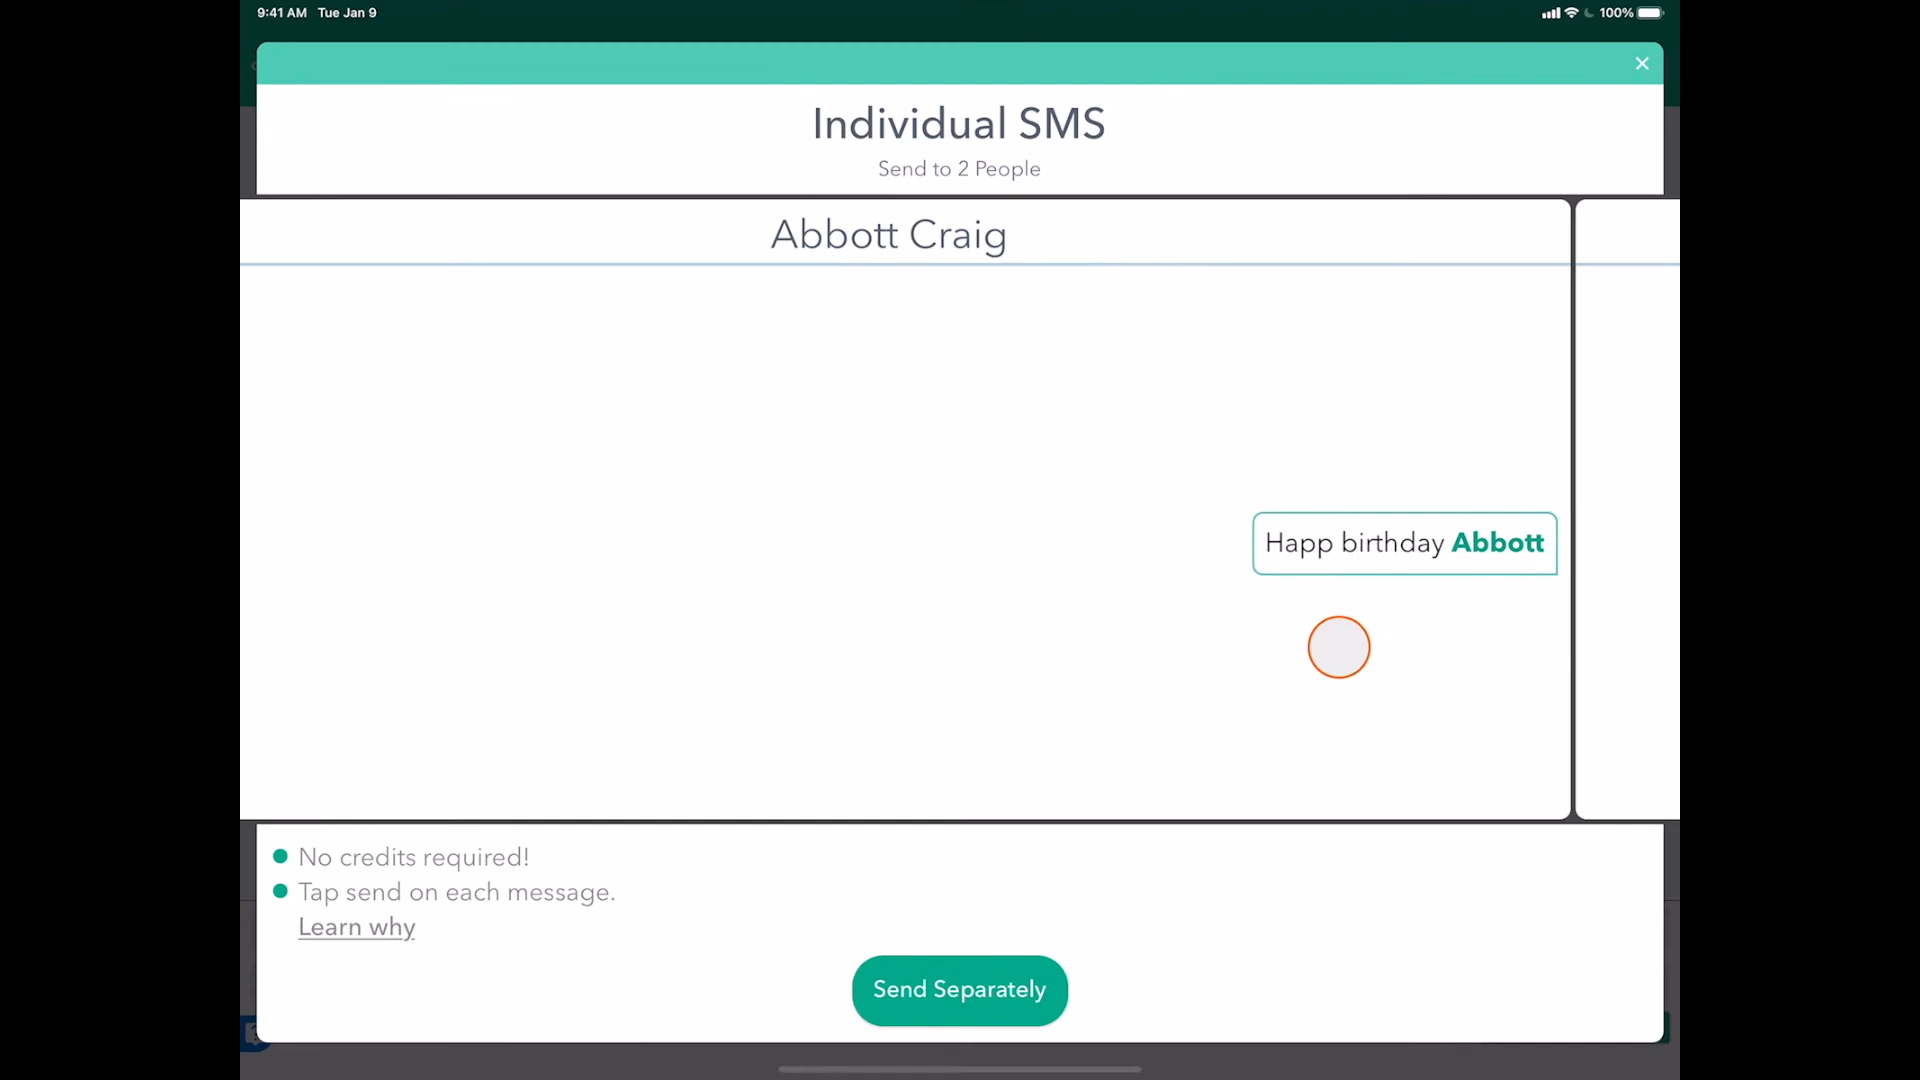 9:41 AM Tue Jan 9
100%
Individual SMS
Send to 2 People
Abbott Craig
Happ birthday Abbott
No credits required!
Tap send on each message.
Learn why
Send Separately